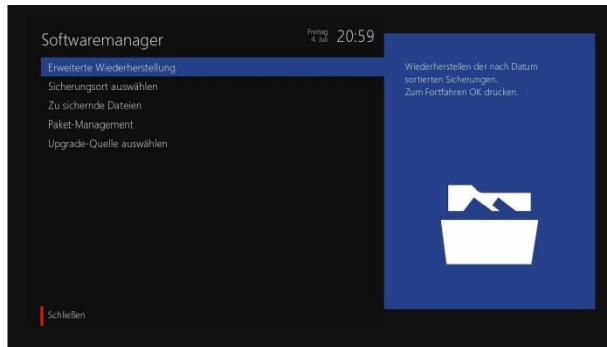 Softwaremanager
Freitag
4. Juli
20:59
Erweiterte Wiederherstellung
Sicherungsort auswählen
Zu sichernde Dateien
Paket-Management
Upgrade-Quelle auswählen
Wiederherstellen der nach Datum
sortierten Sicherungen.
Zum Fortfahren OK drücken.
Schließen